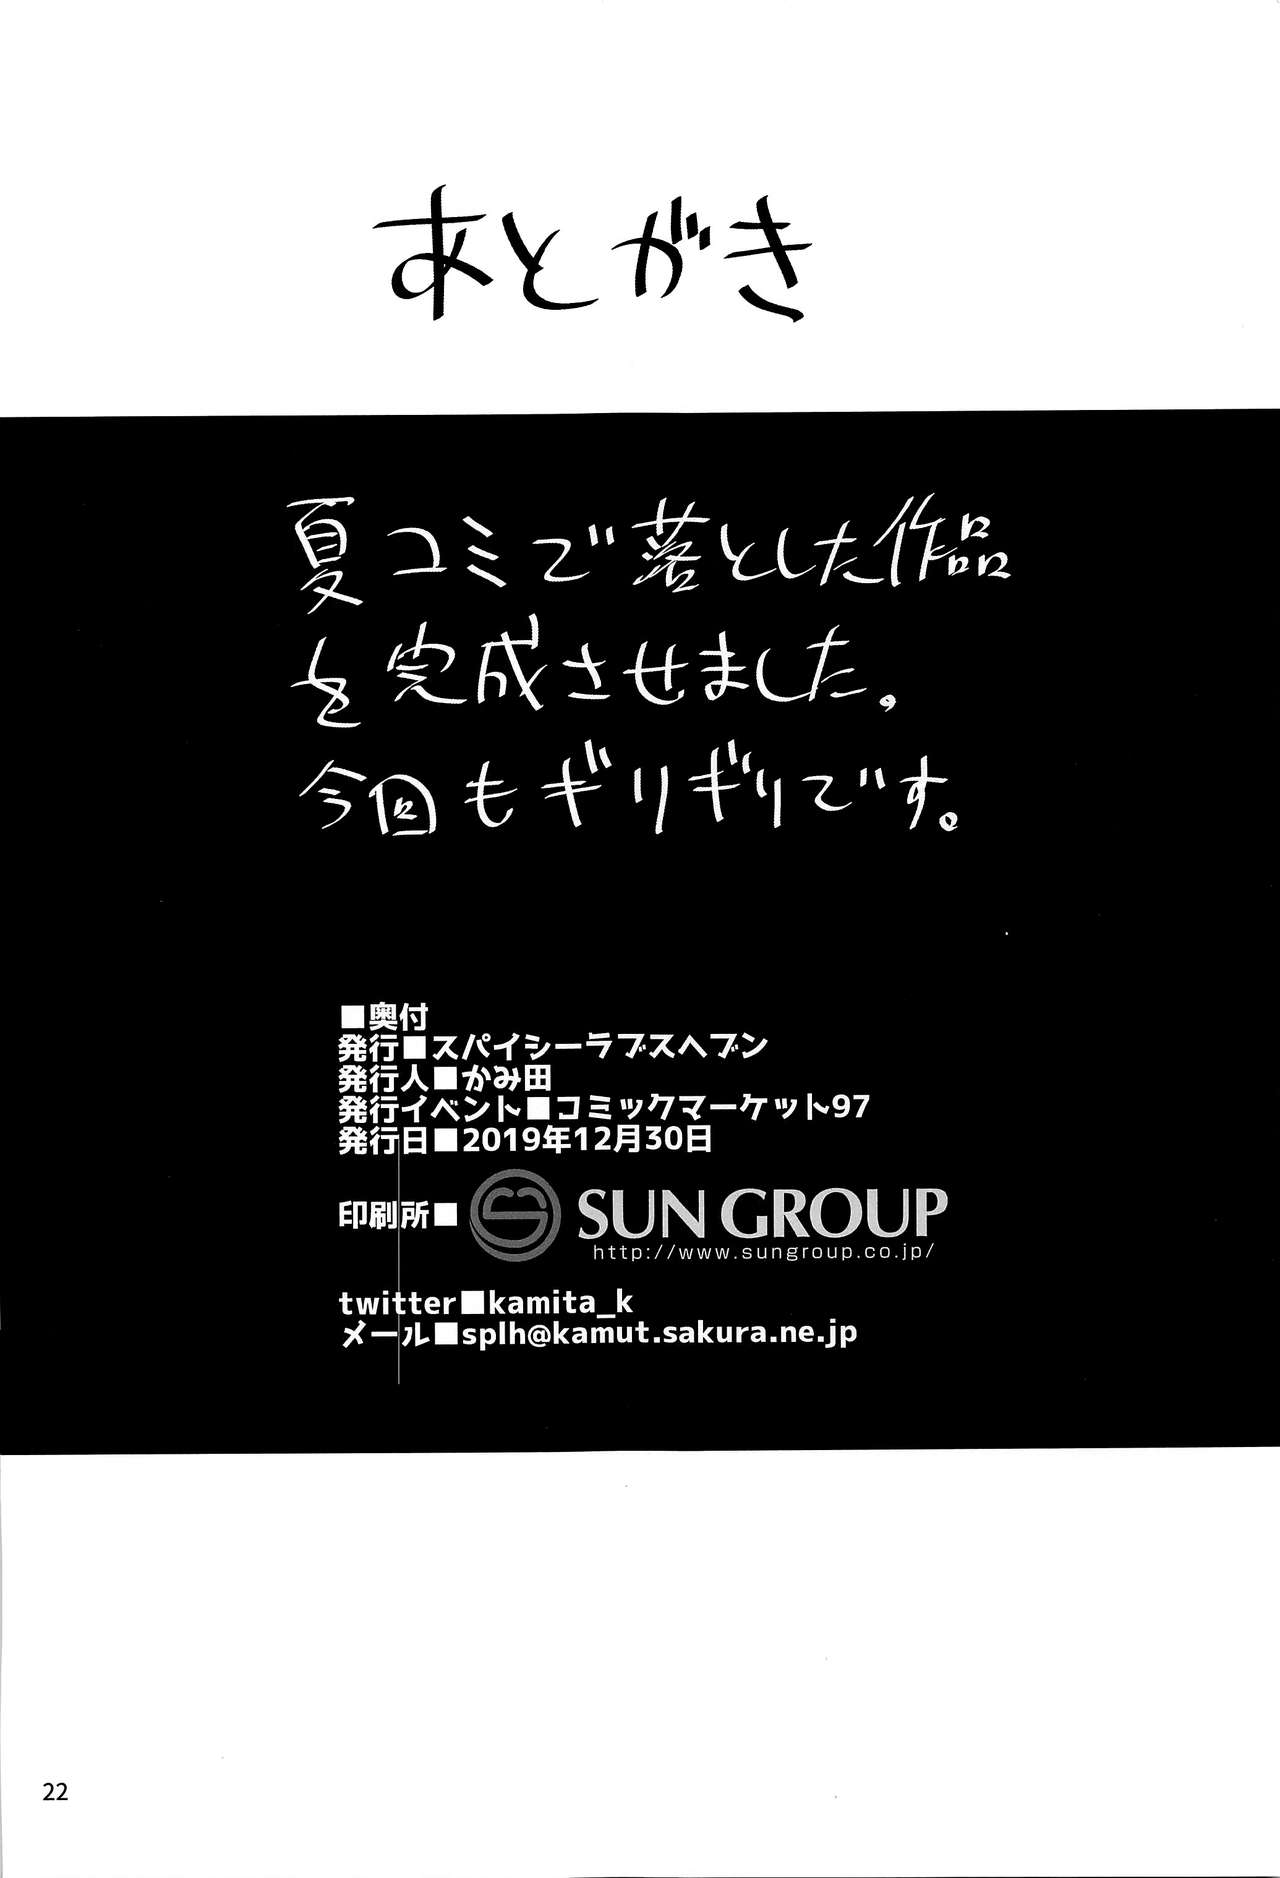 あとがき
夏コミで落とした作品
を完成させました。
今回もギリギリです。
■奥付
発行■スパイシーラブスヘブン
発行人■かみ田
発行イベント■コミックマーケット97
発行日■2019年12月30日
印刷所■ SUN GROUP
http://www.sungroup.co.jp/
twitter■kamita_k
メール■splh@kamut.sakura.ne.jp
22